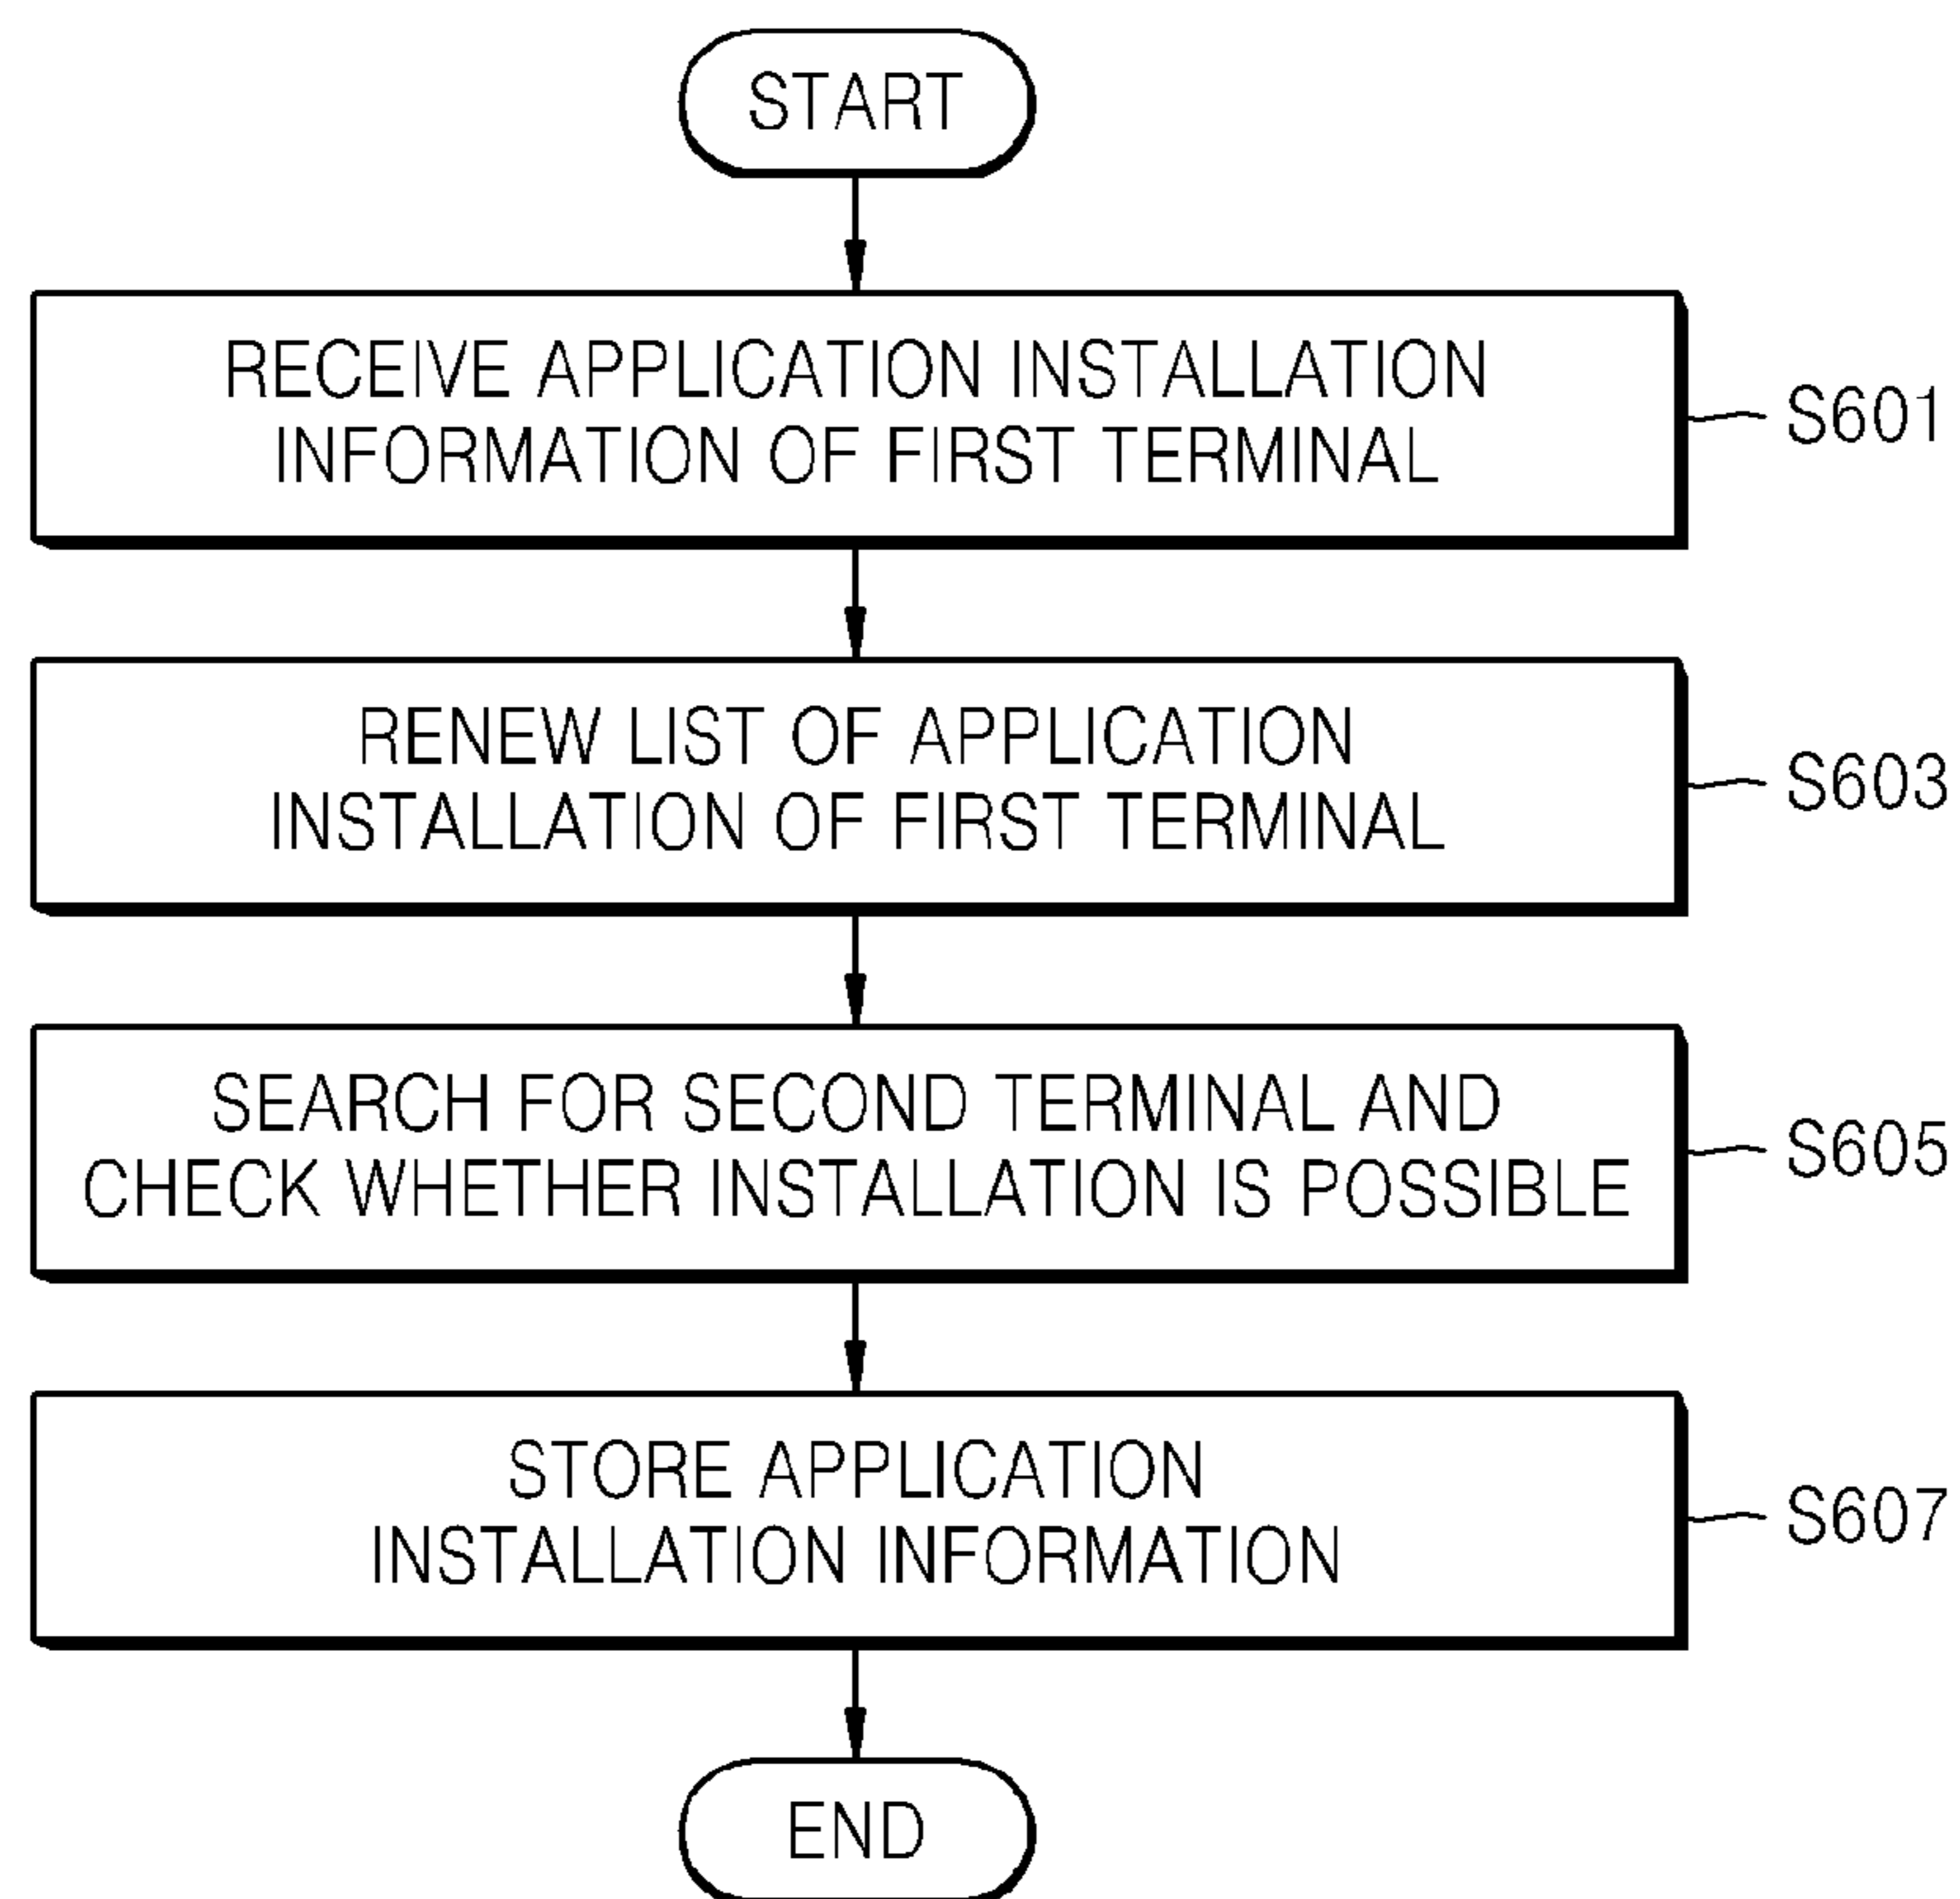 START
RECEIVE APPLICATION INSTALLATION
INFORMATION OF FIRST TERMINAL
S601
RENEW LIST OF APPLICATION
INSTALLATION OF FIRST TERMINAL
S603
SEARCH FOR SECOND TERMINAL AND
CHECK WHETHER INSTALLATION IS POSSIBLE
S605
STORE APPLICATION
INSTALLATION INFORMATION
S607
END